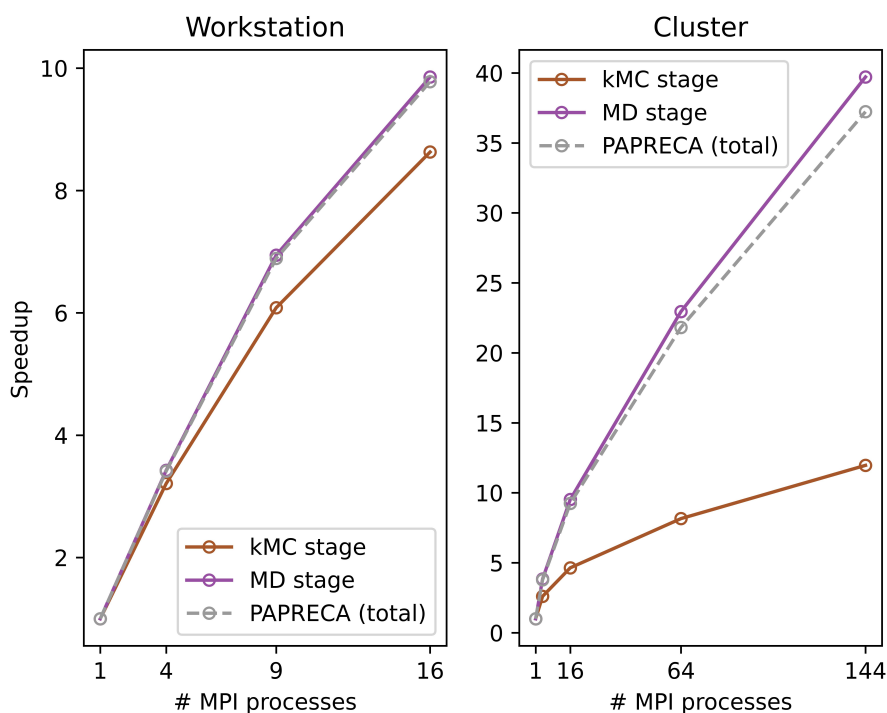 Workstation
Speedup
10
8
6
4
2
kMC stage
MD stage
PAPRECA (total)
1 4 9 16
# MPI processes
Cluster
40
35
30
25
20
15
10
5
0
kMC stage
MD stage
PAPRECA (total)
1 16 64 144
# MPI processes